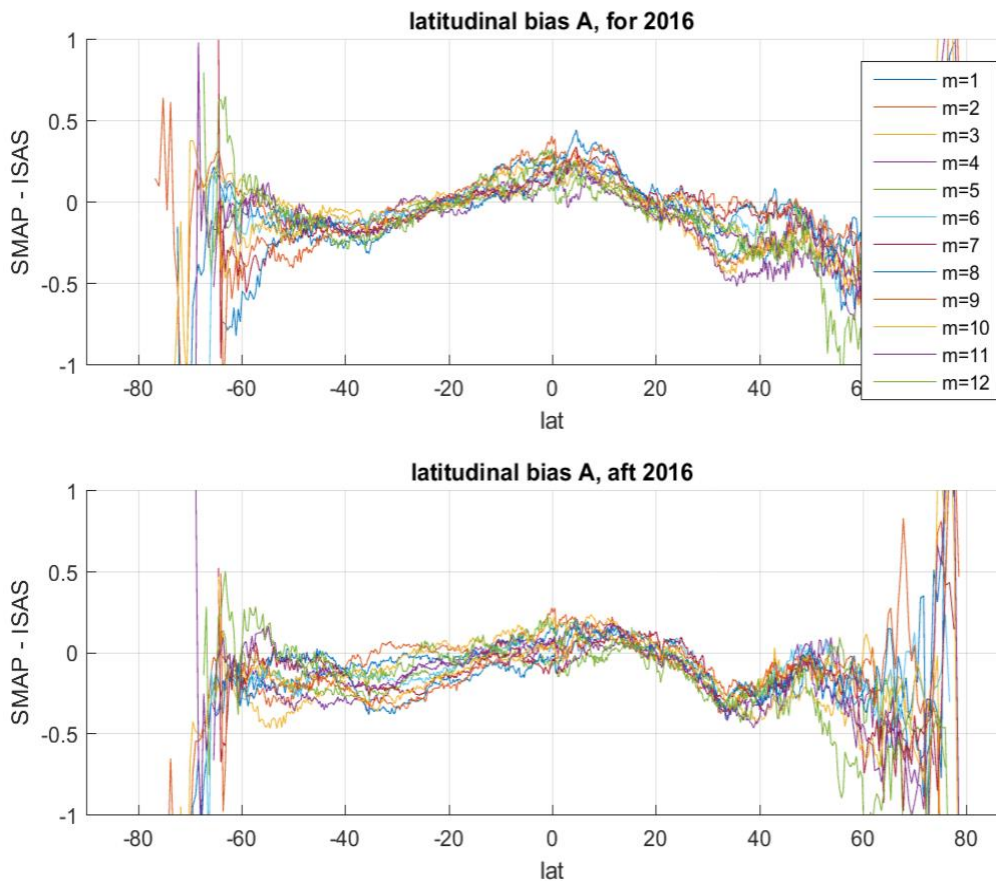 latitudinal bias A, for 2016
1
0.5
0
-0.5
-1
SMAP - ISAS
-80 -60 -40 -20 0 20 40 6
lat
m=1
m=2
m=3
m=4
m=5
m=6
m=7
m=8
m=9
m=10
m=11
m=12
latitudinal bias A, aft 2016
1
0.5
0
-0.5
-1
SMAP - ISAS
-80 -60 -40 -20 0 20 40 60 80
lat